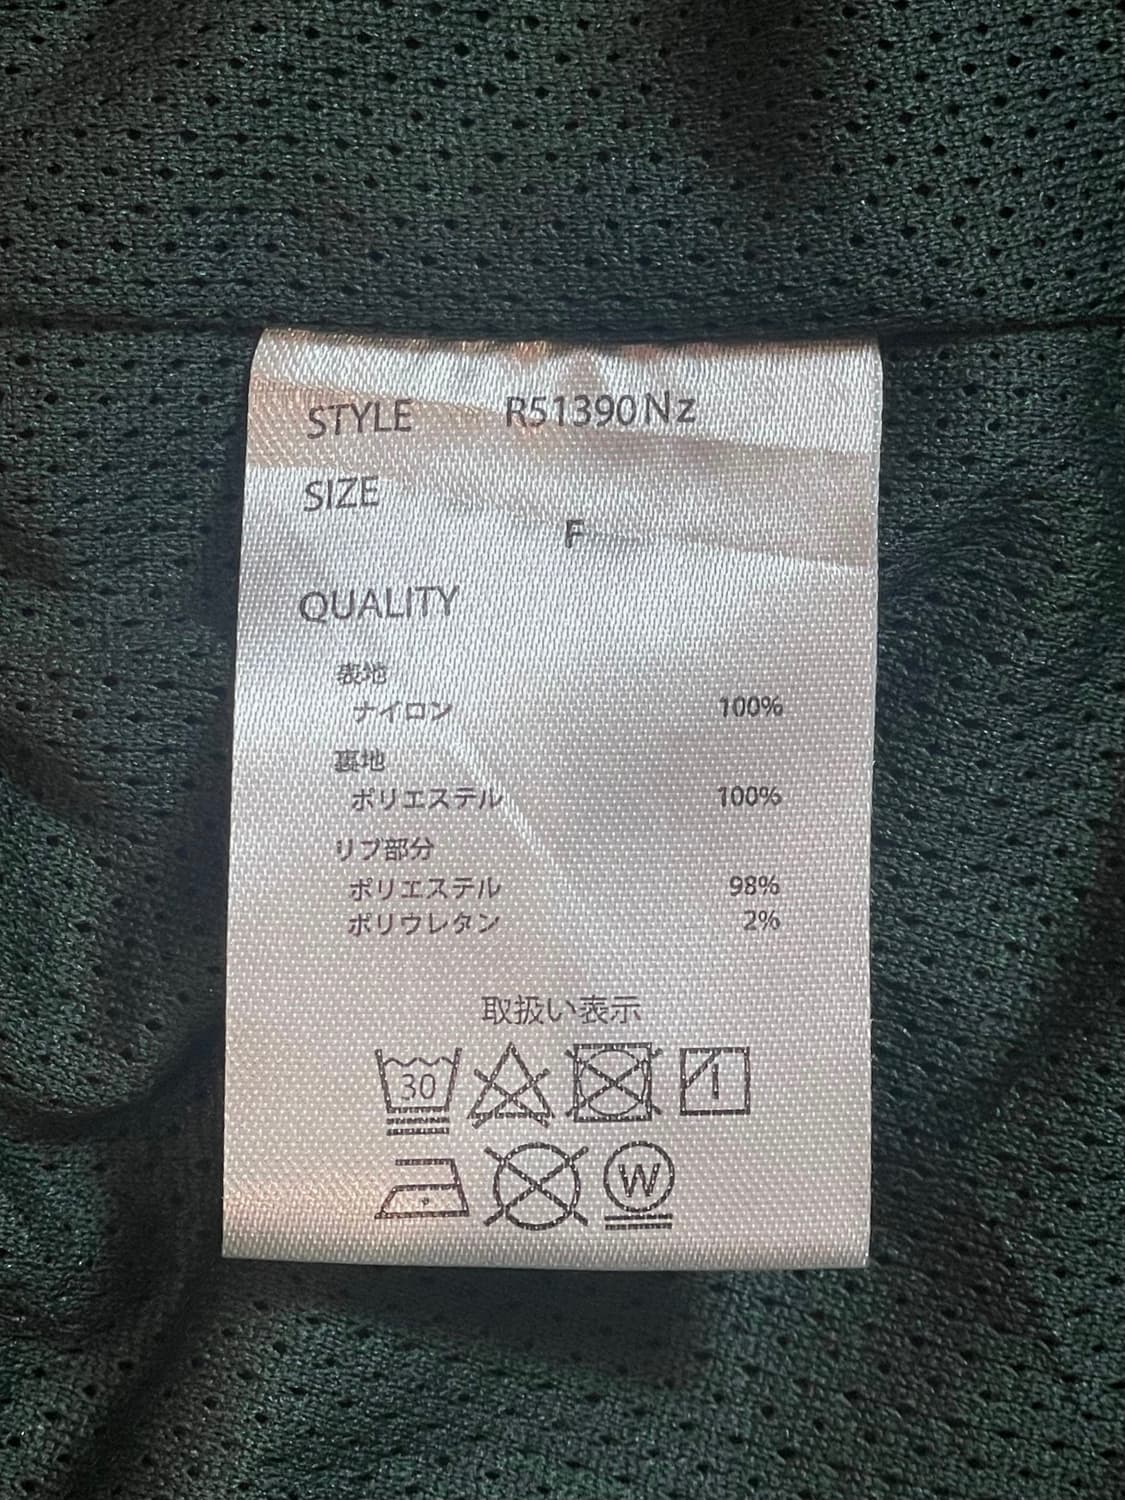 STYLE R51390Nz
SIZE
F
QUALITY
表地
ナイロン 100%
裏地
ポリエステル 100%
リブ部分
ポリエステル 98%
ポリウレタン 2%
取扱い表示
30
W